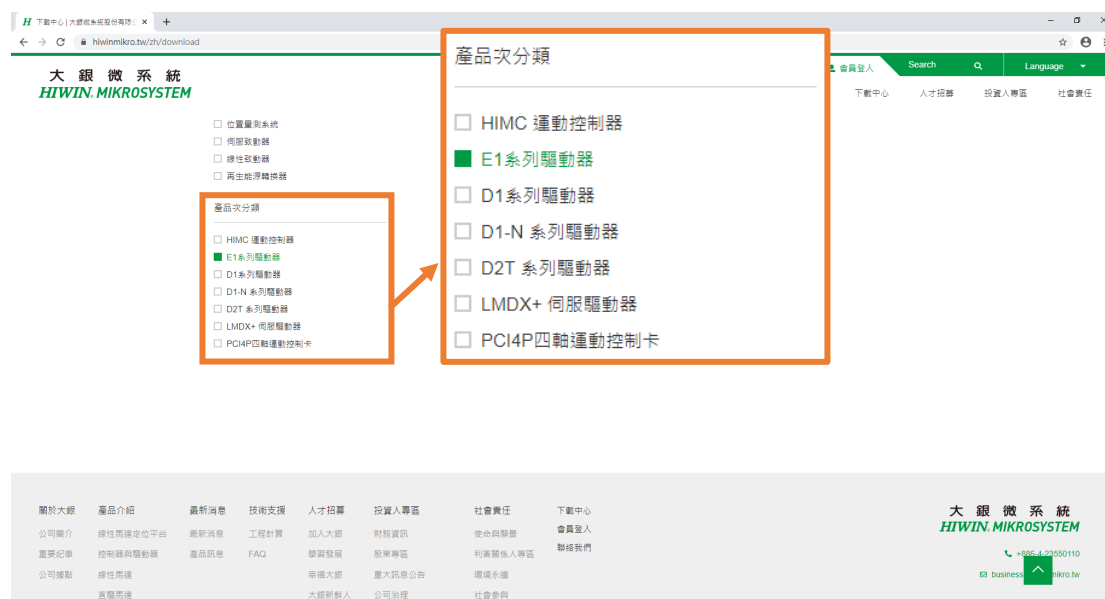 下載中心 | 大銀微系統股份有限
hiwinmikro.tw/zh/download
大銀微系統
HIWIN. MIKROSYSTEM
會員登入
Search
Language
下載中心 人才招募 投資人專區 社會責任
位置量測系統
伺服致動器
線性致動器
再生能源轉換器
產品次分類
HIMC 運動控制器
E1系列驅動器
D1系列驅動器
D1-N 系列驅動器
D2T 系列驅動器
LMDX+ 伺服驅動器
PCI4P四軸運動控制卡
產品次分類
HIMC 運動控制器
E1系列驅動器
D1系列驅動器
D1-N 系列驅動器
D2T 系列驅動器
LMDX+ 伺服驅動器
PCI4P四軸運動控制卡
關於大銀 產品介紹 最新消息 技術支援 人才招募 投資人專區 社會責任 下載中心
公司簡介 線性馬達定位平台 最新消息 工程計算 加入大銀 財務資訊 使命與願景 會員登入
重要紀事 控制器與驅動器 產品訊息 FAQ 學習發展 股東專區 利害關係人專區 聯絡我們
公司據點 線性馬達 幸福大銀 重大訊息公告 環境永續
直驅馬達 大銀新鮮人 公司治理 社會參與
大銀微系統
HIWIN. MIKROSYSTEM
+886-4-23550110
business mikro.tw